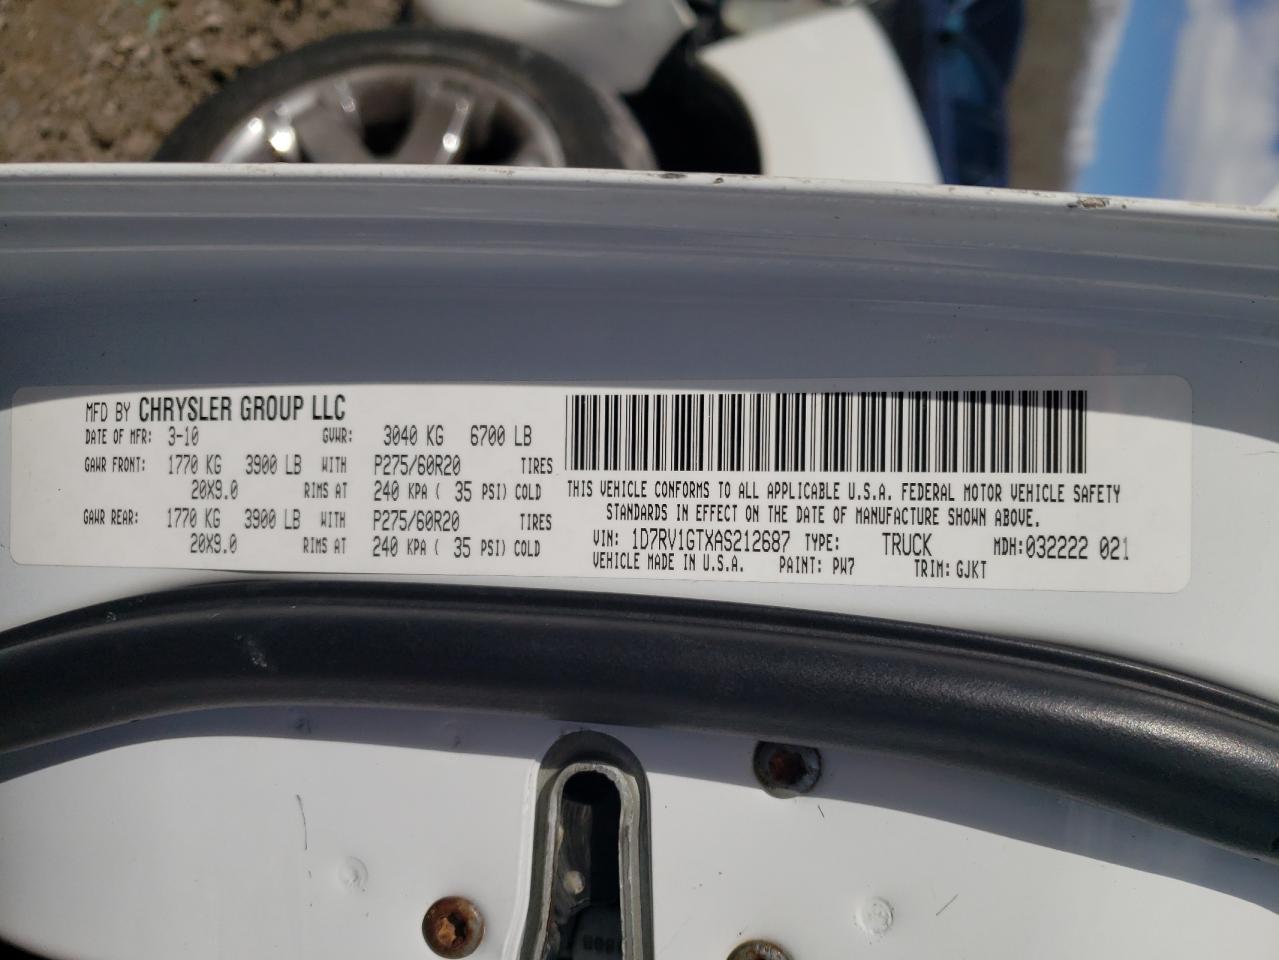 MFD BY CHRYSLER GROUP LLC
DATE OF MFR: 3-10 GVWR: 3040 KG 6700 LB
GAWR FRONT: 1770 KG 3900 LB WITH P275/60R20 TIRES
20X9.0 RIMS AT 240 KPA ( 35 PSI) COLD
GAWR REAR: 1770 KG 3900 LB WITH P275/60R20 TIRES
20X9.0 RIMS AT 240 KPA ( 35 PSI) COLD
THIS VEHICLE CONFORMS TO ALL APPLICABLE U.S.A. FEDERAL MOTOR VEHICLE SAFETY
STANDARDS IN EFFECT ON THE DATE OF MANUFACTURE SHOWN ABOVE.
VIN: 1D7RV1GTXAS212687 TYPE: TRUCK MDH:032222 021
VEHICLE MADE IN U.S.A. PAINT: PW7 TRIM: GJKT